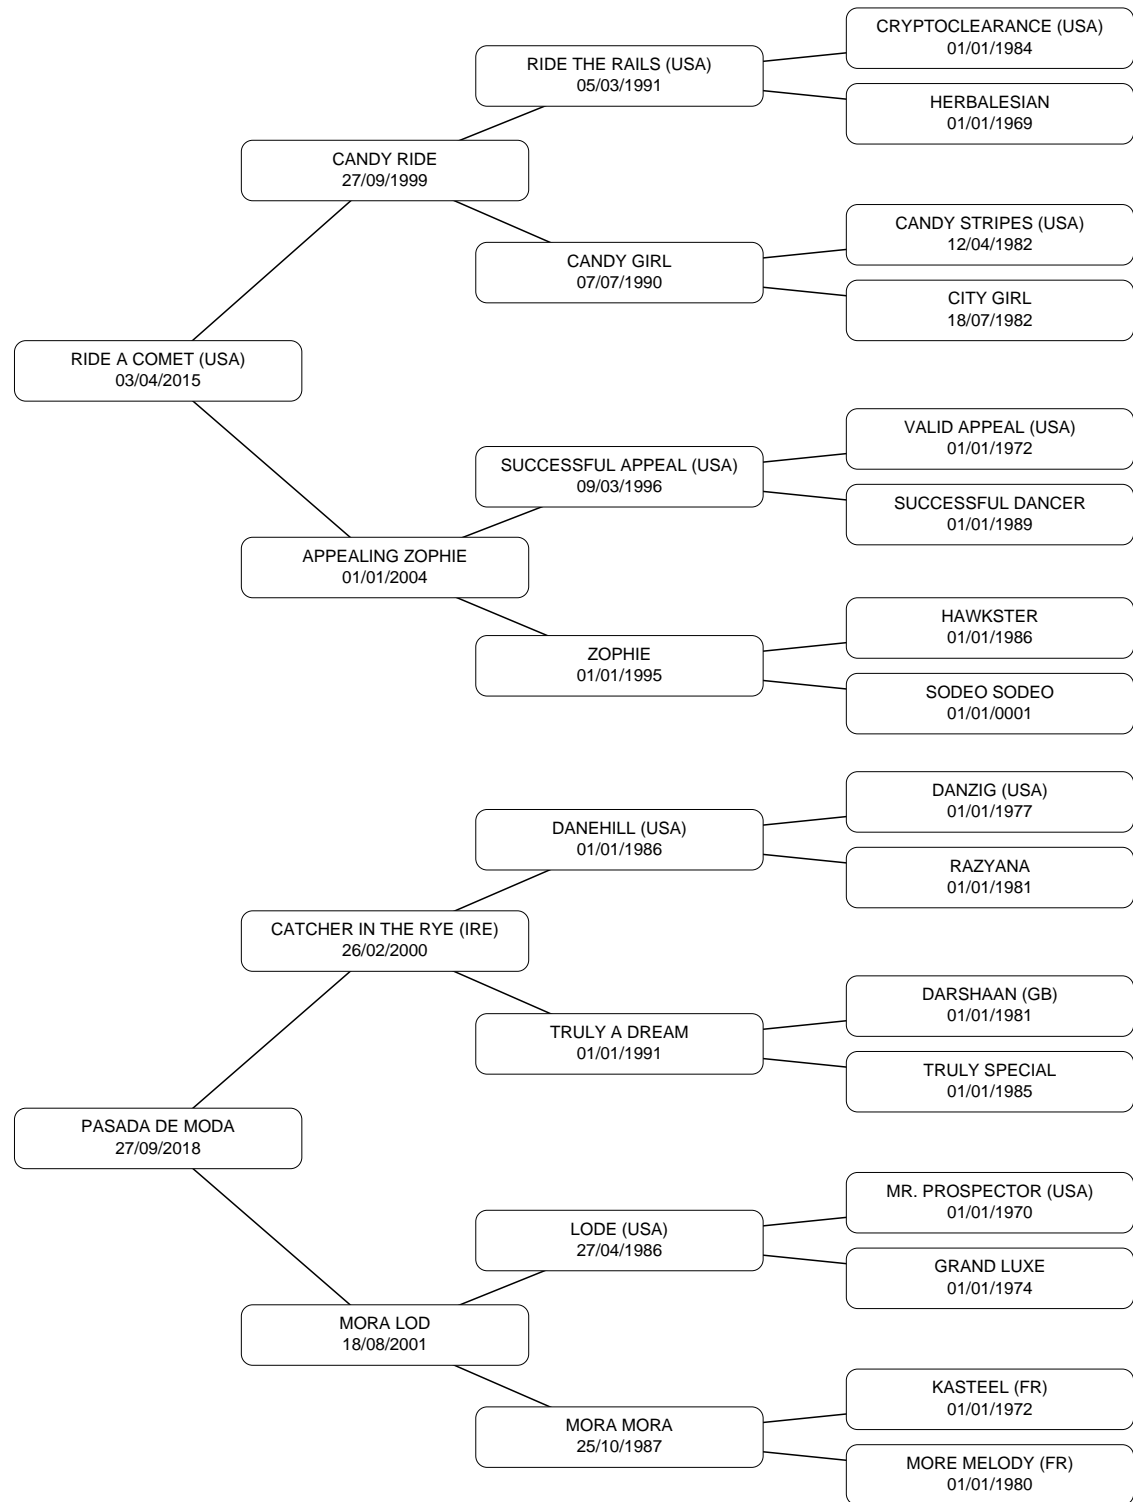 CRYPTOCLEARANCE (USA)
01/01/1984
RIDE THE RAILS (USA)
05/03/1991
HERBALESIAN
01/01/1969
CANDY RIDE
27/09/1999
CANDY STRIPES (USA)
12/04/1982
CANDY GIRL
07/07/1990
CITY GIRL
18/07/1982
RIDE A COMET (USA)
03/04/2015
VALID APPEAL (USA)
01/01/1972
SUCCESSFUL APPEAL (USA)
09/03/1996
SUCCESSFUL DANCER
01/01/1989
APPEALING ZOPHIE
01/01/2004
HAWKSTER
01/01/1986
ZOPHIE
01/01/1995
SODEO SODEO
01/01/0001
DANZIG (USA)
01/01/1977
DANEHILL (USA)
01/01/1986
RAZYANA
01/01/1981
CATCHER IN THE RYE (IRE)
26/02/2000
DARSHAAN (GB)
01/01/1981
TRULY A DREAM
01/01/1991
TRULY SPECIAL
01/01/1985
PASADA DE MODA
27/09/2018
MR. PROSPECTOR (USA)
01/01/1970
LODE (USA)
27/04/1986
GRAND LUXE
01/01/1974
MORA LOD
18/08/2001
KASTEEL (FR)
01/01/1972
MORA MORA
25/10/1987
MORE MELODY (FR)
01/01/1980